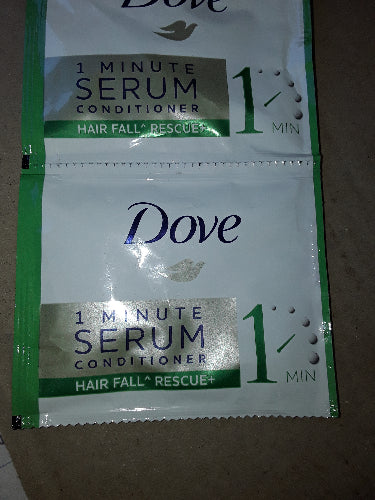 Dove
1 MINUTE
SERUM
CONDITIONER
HAIR FALL^ RESCUE+
1
MIN
Dove
1 MINUTE
SERUM
CONDITIONER
HAIR FALL^ RESCUE+
1
MIN